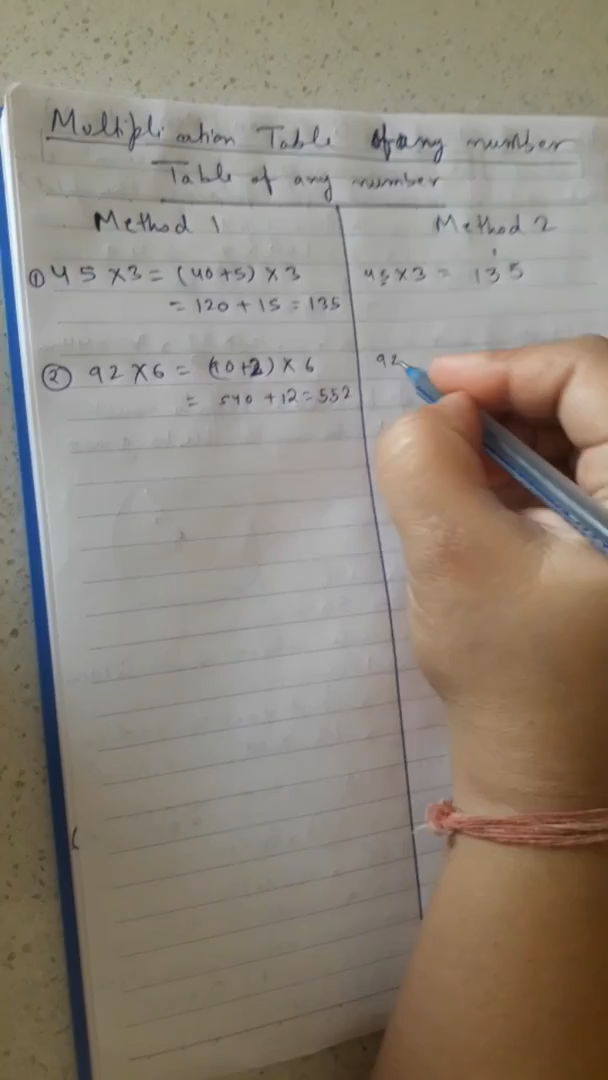 Multiplication Table of any number
Table of any number
Method 1
Method 2
① 45 × 3 = (40+5) × 3
= 120 + 15 = 135
45 × 3 = 135
1
② 92 × 6 = (90+2) × 6
= 540 + 12 = 552
92